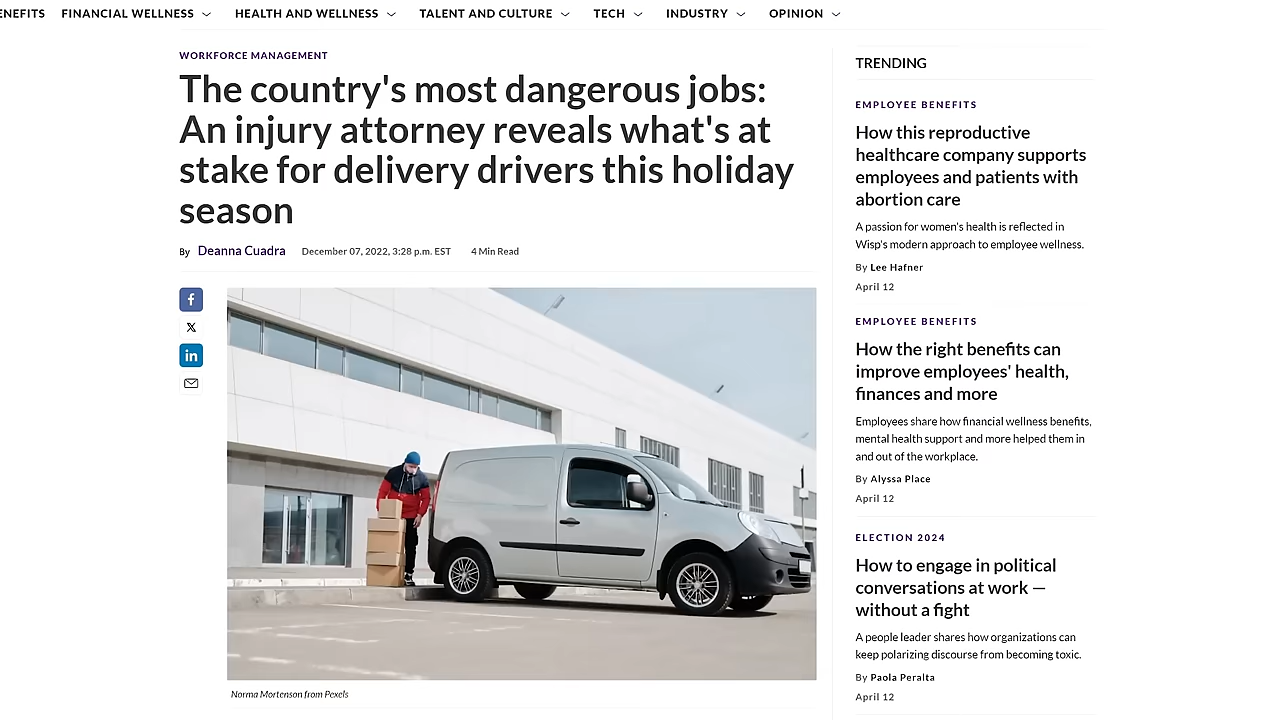 ENEFITS FINANCIAL WELLNESS HEALTH AND WELLNESS TALENT AND CULTURE TECH INDUSTRY OPINION
WORKFORCE MANAGEMENT
The country's most dangerous jobs:
An injury attorney reveals what's at
stake for delivery drivers this holiday
season
By Deanna Cuadra December 07, 2022, 3:28 p.m. EST 4 Min Read
Norma Mortenson from Pexels
TRENDING
EMPLOYEE BENEFITS
How this reproductive
healthcare company supports
employees and patients with
abortion care
A passion for women's health is reflected in
Wisp's modern approach to employee wellness.
By Lee Hafner
April 12
EMPLOYEE BENEFITS
How the right benefits can
improve employees' health,
finances and more
Employees share how financial wellness benefits,
mental health support and more helped them in
and out of the workplace.
By Alyssa Place
April 12
ELECTION 2024
How to engage in political
conversations at work —
without a fight
A people leader shares how organizations can
keep polarizing discourse from becoming toxic.
By Paola Peralta
April 12